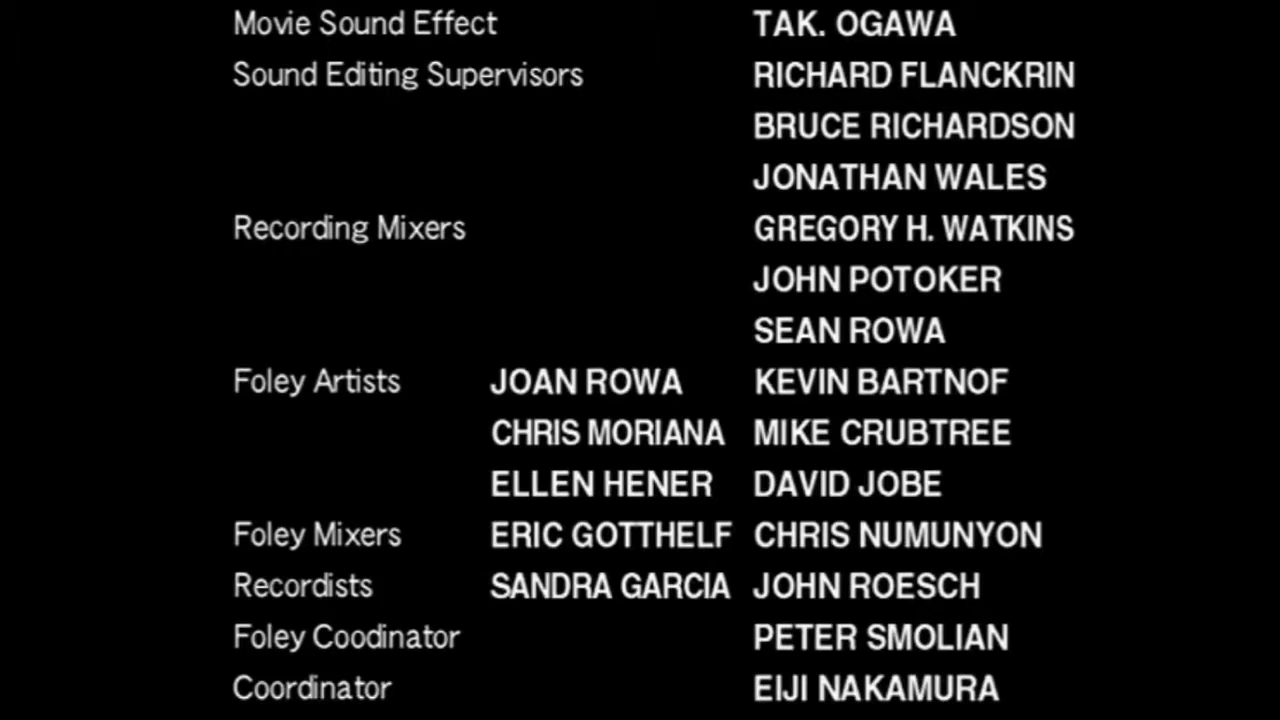 Movie Sound Effect TAK. OGAWA
Sound Editing Supervisors RICHARD FLANCKRIN
BRUCE RICHARDSON
JONATHAN WALES
Recording Mixers GREGORY H. WATKINS
JOHN POTOKER
SEAN ROWA
Foley Artists JOAN ROWA KEVIN BARTNOF
CHRIS MORIANA MIKE CRUBTREE
ELLEN HENER DAVID JOBE
Foley Mixers ERIC GOTTHELF CHRIS NUMUNYON
Recordists SANDRA GARCIA JOHN ROESCH
Foley Coodinator PETER SMOLIAN
Coordinator EIJI NAKAMURA